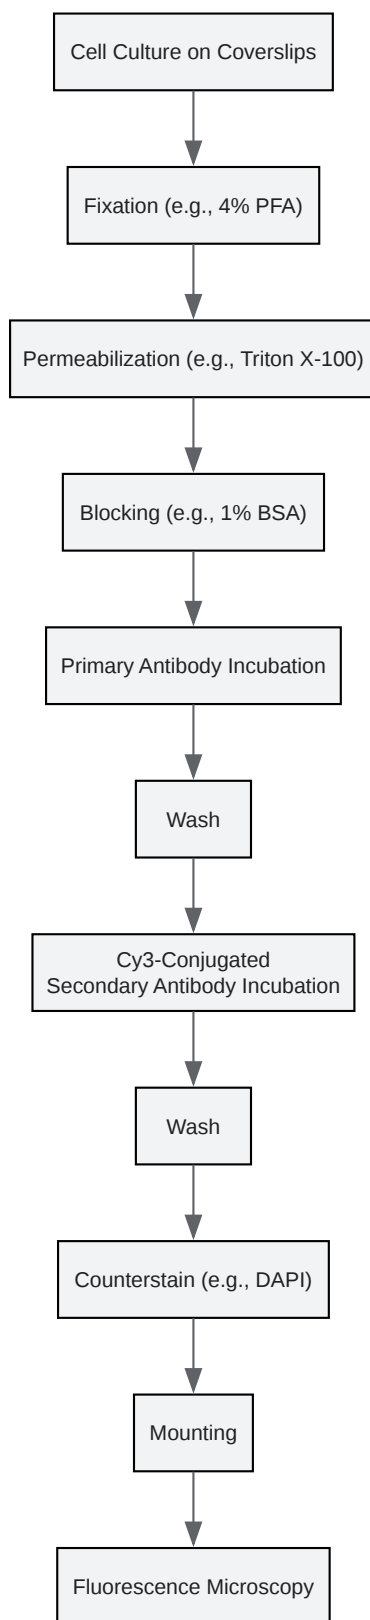 Cell Culture on Coverslips
Fixation (e.g., 4% PFA)
Permeabilization (e.g., Triton X-100)
Blocking (e.g., 1% BSA)
Primary Antibody Incubation
Wash
Cy3-Conjugated
Secondary Antibody Incubation
Wash
Counterstain (e.g., DAPI)
Mounting
Fluorescence Microscopy